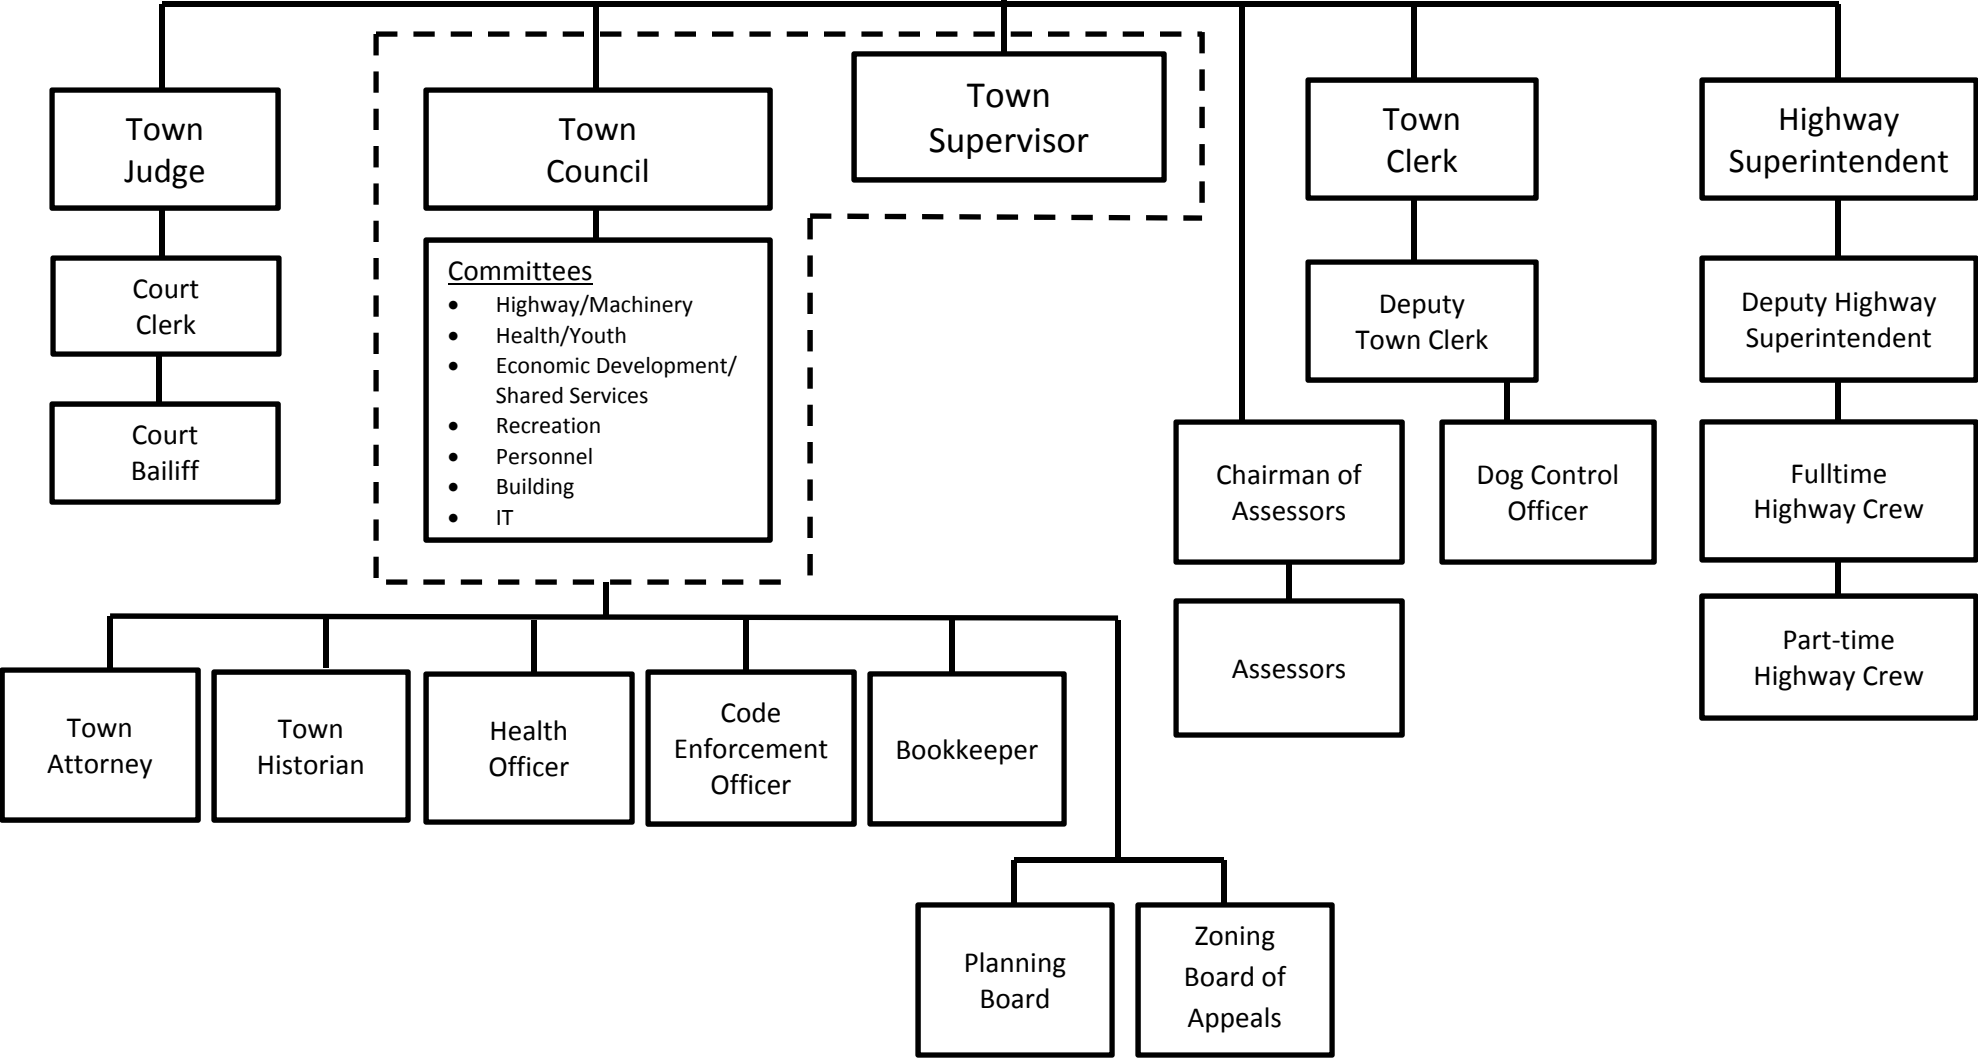 Town
Judge
Town
Council
Town
Supervisor
Town
Clerk
Highway
Superintendent
Court
Clerk
Court
Bailiff
Committees
• Highway/Machinery
• Health/Youth
• Economic Development/
Shared Services
• Recreation
• Personnel
• Building
• IT
Deputy
Town Clerk
Deputy Highway
Superintendent
Chairman of
Assessors
Dog Control
Officer
Fulltime
Highway Crew
Assessors
Part-time
Highway Crew
Town
Attorney
Town
Historian
Health
Officer
Code
Enforcement
Officer
Bookkeeper
Planning
Board
Zoning
Board of
Appeals